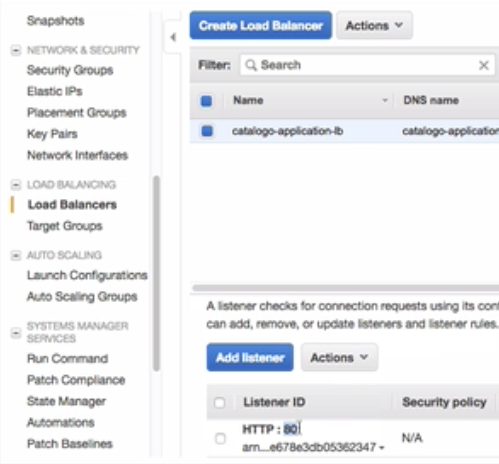 Snapshots
NETWORK & SECURITY
Security Groups
Elastic IPs
Placement Groups
Key Pairs
Network Interfaces
LOAD BALANCING
Load Balancers
Target Groups
AUTO SCALING
Launch Configurations
Auto Scaling Groups
SYSTEMS MANAGER
SERVICES
Run Command
Patch Compliance
State Manager
Automations
Patch Baselines
Create Load Balancer Actions
Filter: Search
Name DNS name
catalogo-application-lb catalogo-application
A listener checks for connection requests using its con
can add, remove, or update listeners and listener rules.
Add listener Actions
Listener ID Security policy
HTTP : 80
arn...e678e3db05362347 N/A